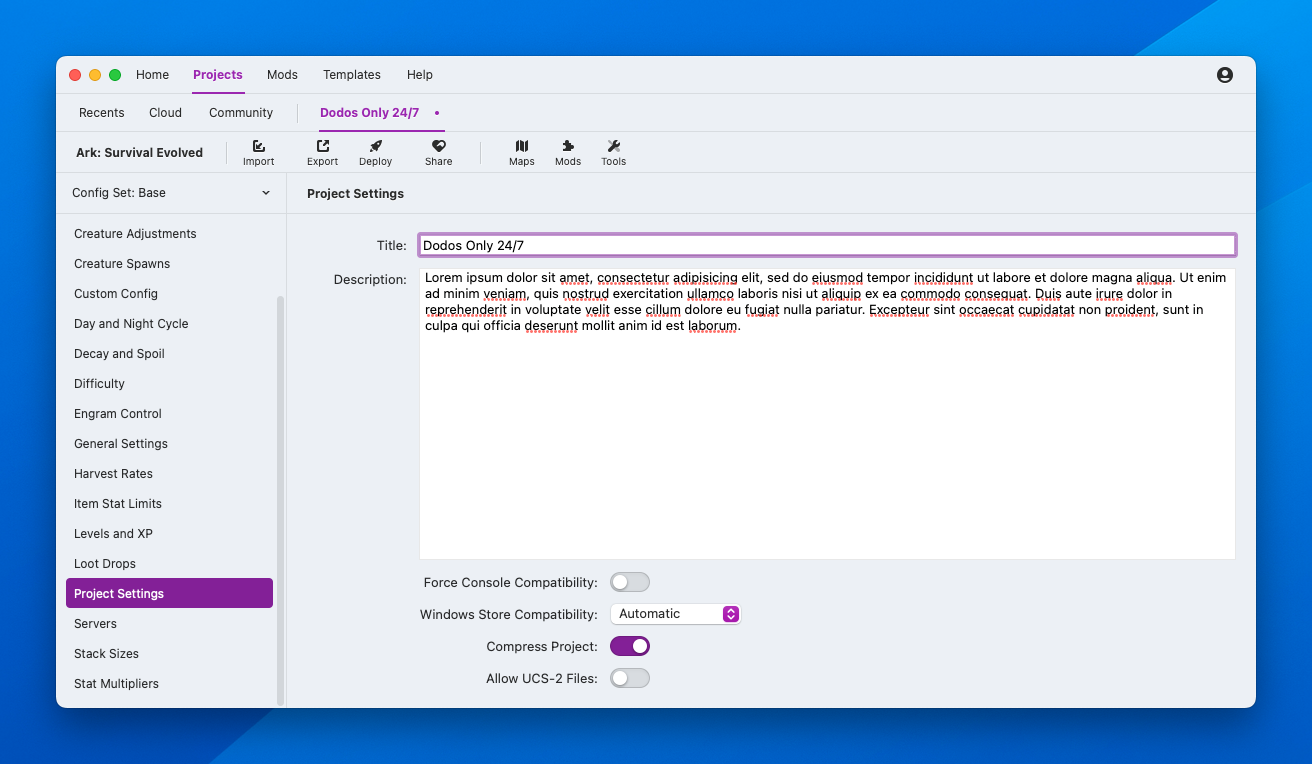 Home Projects Mods Templates Help
Recents Cloud Community Dodos Only 24/7 •
Ark: Survival Evolved Import Export Deploy Share Maps Mods Tools
Config Set: Base
Creature Adjustments
Creature Spawns
Custom Config
Day and Night Cycle
Decay and Spoil
Difficulty
Engram Control
General Settings
Harvest Rates
Item Stat Limits
Levels and XP
Loot Drops
Project Settings
Servers
Stack Sizes
Stat Multipliers
Project Settings
Title: Dodos Only 24/7
Description: Lorem ipsum dolor sit amet, consectetur adipisicing elit, sed do eiusmod tempor incididunt ut labore et dolore magna aliqua. Ut enim
ad minim veniam, quis nostrud exercitation ullamco laboris nisi ut aliquip ex ea commodo consequat. Duis aute irure dolor in
reprehenderit in voluptate velit esse cillum dolore eu fugiat nulla pariatur. Excepteur sint occaecat cupidatat non proident, sunt in
culpa qui officia deserunt mollit anim id est laborum.
Force Console Compatibility:
Windows Store Compatibility: Automatic
Compress Project:
Allow UCS-2 Files: